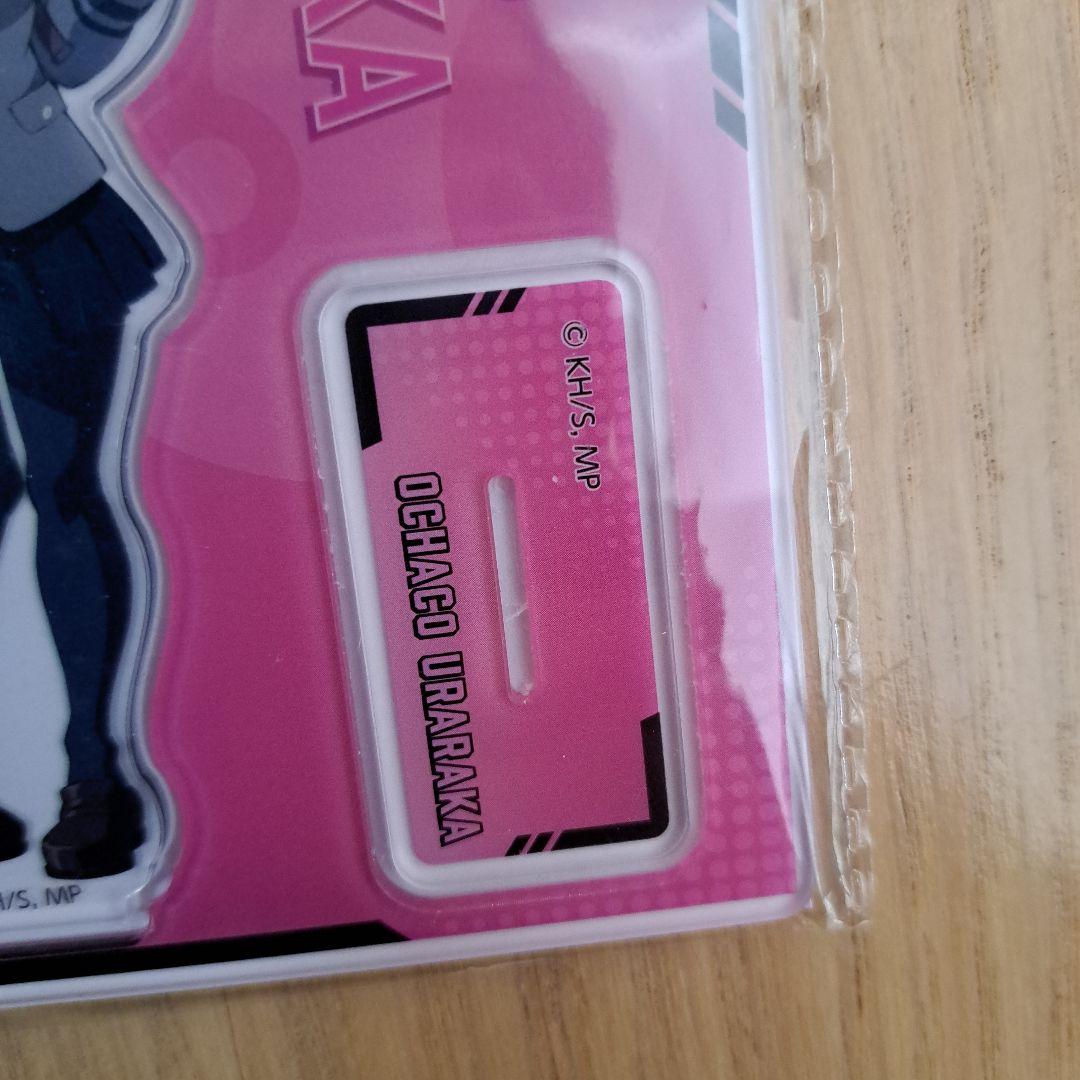 KA
© KH/S, MP
OCHACO URARAKA
H/S, MP